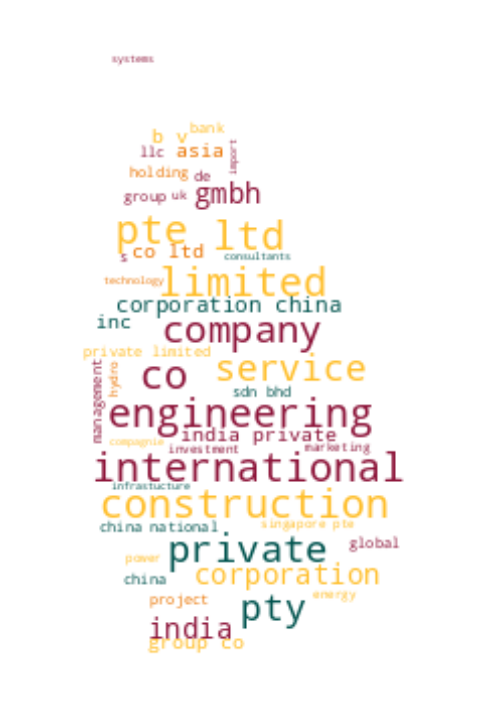 systems
bank
b v
llc asia import
holding de
group uk gmbh
pte ltd
s co ltd consultants
technology limited
corporation china
inc company
private limited
management hydro co service
sdn bhd
engineering
india private
compagnie investment marketing
international
infrastucture
construction
china national singapore pte
private global
power corporation
china
project pty energy
india
group co